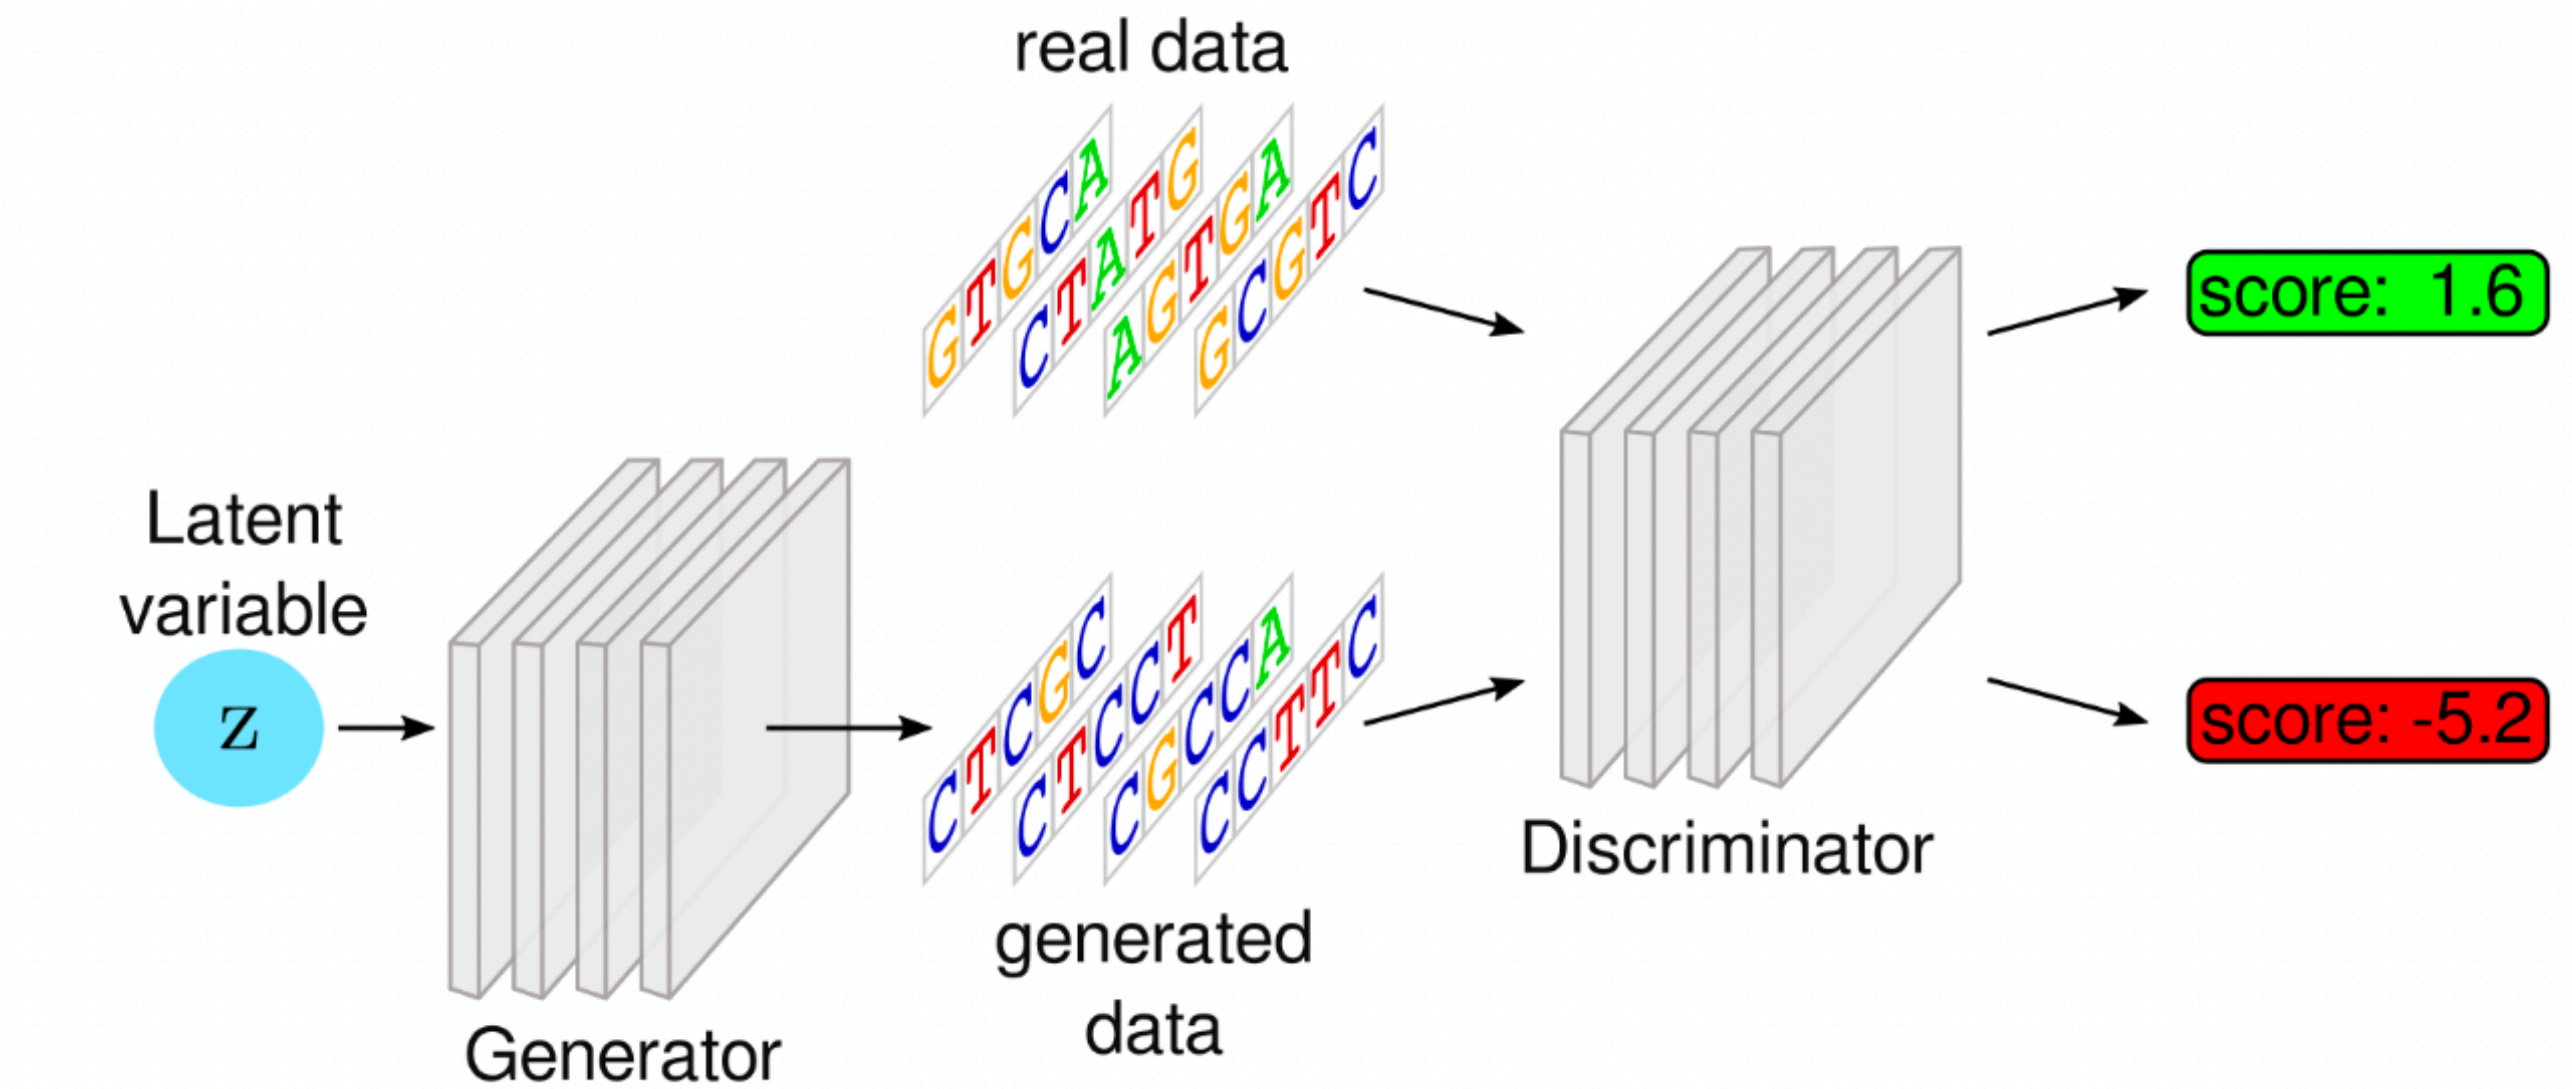 real data
GTGCA
CTATG
AGTGA
GCGTC
score: 1.6
Latent
variable
z
CTCGC
CTCCT
CGCCA
CCTTC
score: -5.2
Discriminator
generated
data
Generator